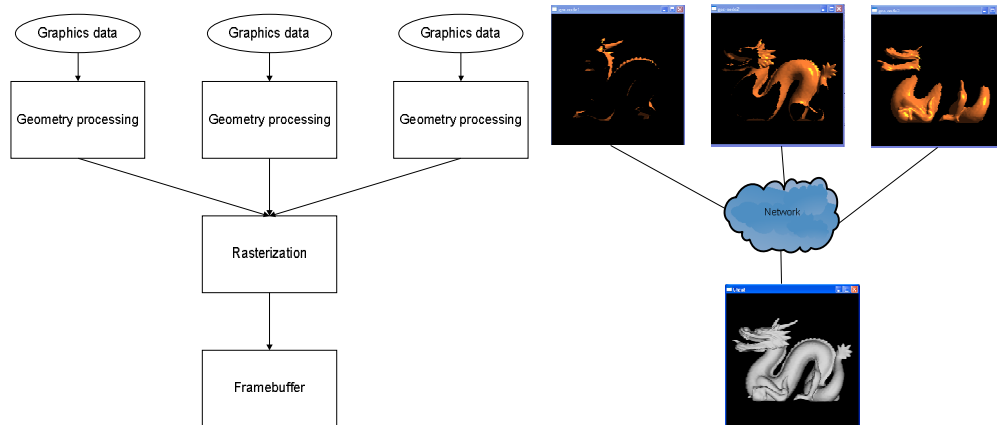 Graphics data
Graphics data
Graphics data
Geometry processing
Geometry processing
Geometry processing
Rasterization
Framebuffer
Network